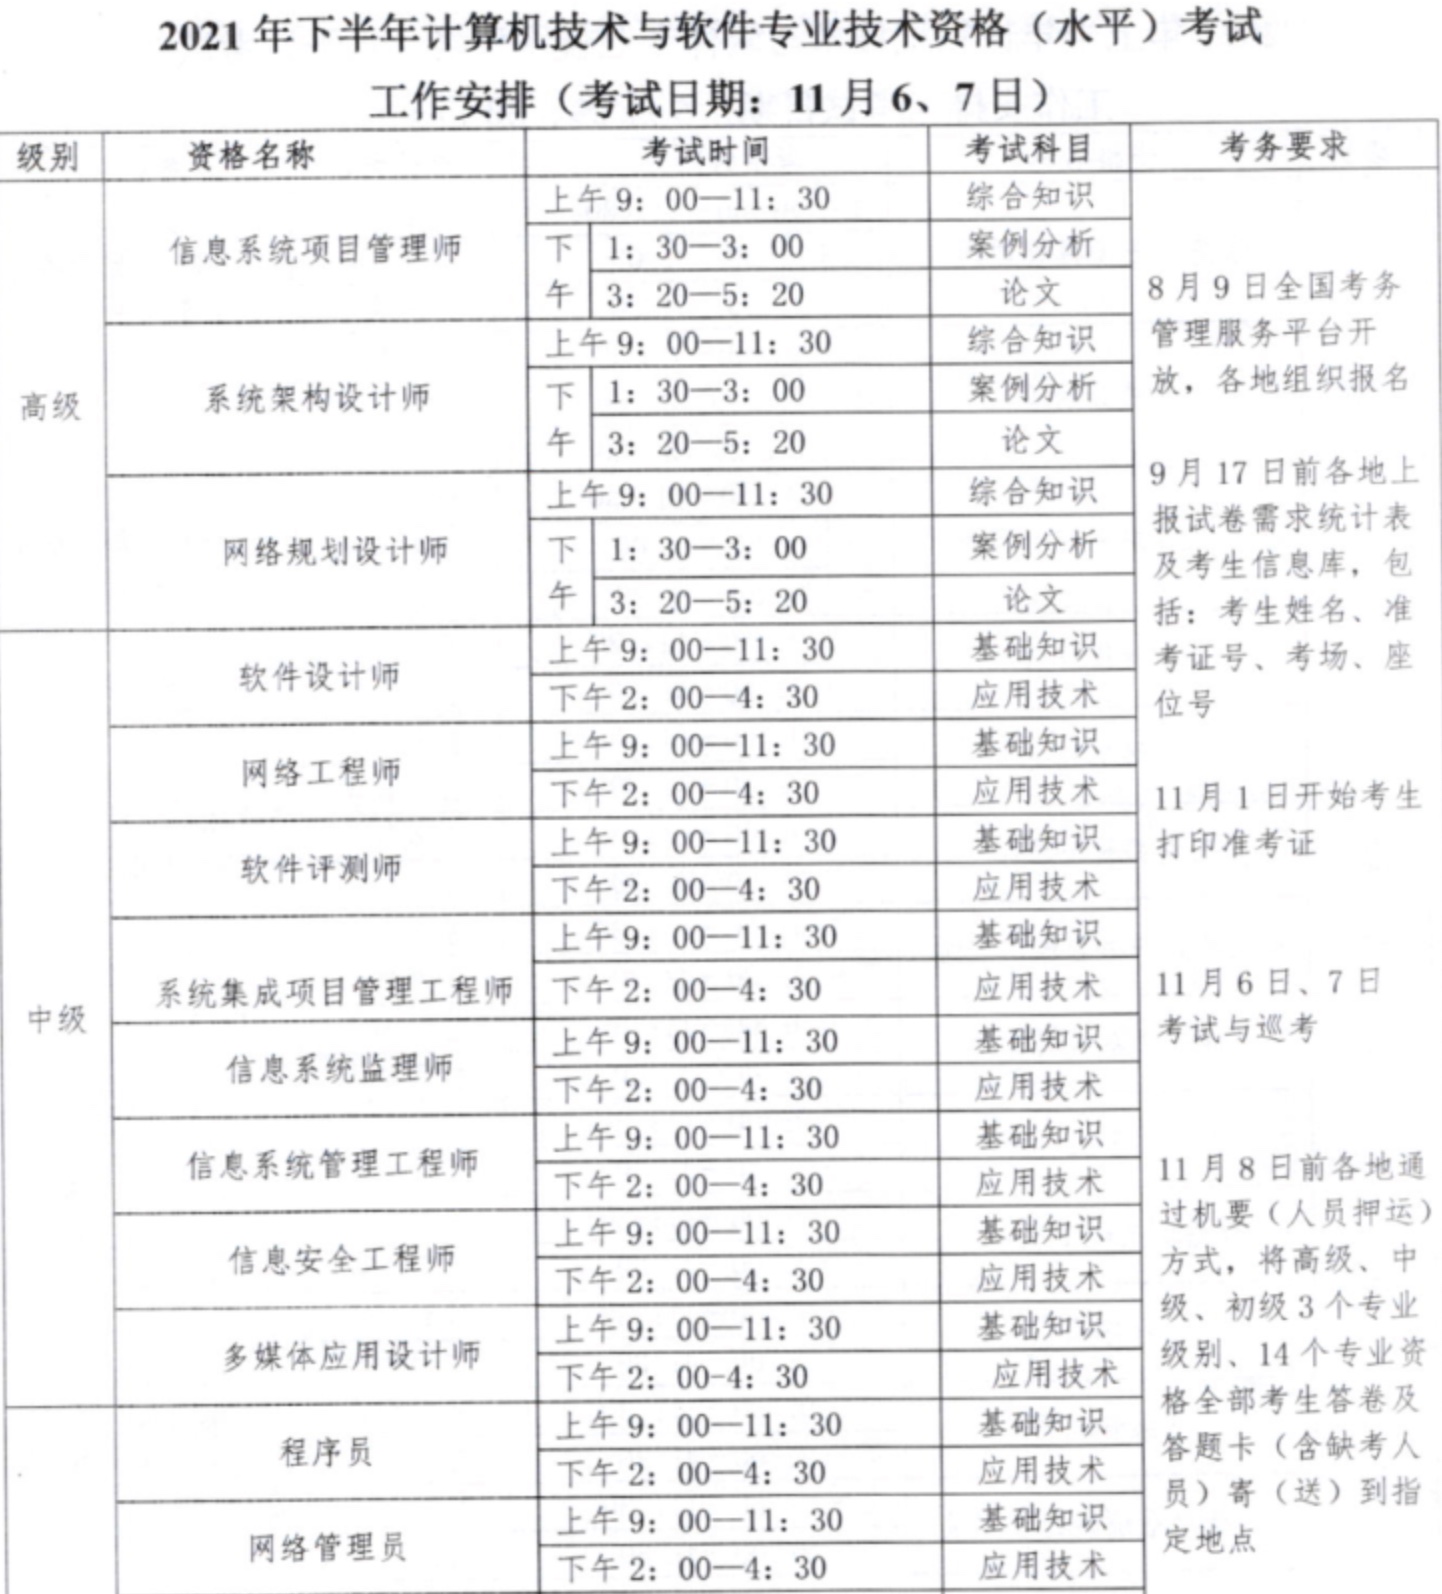 2021 年下半年计算机技术与软件专业技术资格（水平）考试
工作安排（考试日期：11 月 6、7 日）
级别 资格名称 考试时间 考试科目 考务要求
高级
信息系统项目管理师
上午 9：00—11：30 综合知识
下午
1：30—3：00 案例分析
3：20—5：20 论文
系统架构设计师
上午 9：00—11：30 综合知识
下午
1：30—3：00 案例分析
3：20—5：20 论文
网络规划设计师
上午 9：00—11：30 综合知识
下午
1：30—3：00 案例分析
3：20—5：20 论文
中级
软件设计师
上午 9：00—11：30 基础知识
下午 2：00—4：30 应用技术
网络工程师
上午 9：00—11：30 基础知识
下午 2：00—4：30 应用技术
软件评测师
上午 9：00—11：30 基础知识
下午 2：00—4：30 应用技术
系统集成项目管理工程师
上午 9：00—11：30 基础知识
下午 2：00—4：30 应用技术
信息系统监理师
上午 9：00—11：30 基础知识
下午 2：00—4：30 应用技术
信息系统管理工程师
上午 9：00—11：30 基础知识
下午 2：00—4：30 应用技术
信息安全工程师
上午 9：00—11：30 基础知识
下午 2：00—4：30 应用技术
多媒体应用设计师
上午 9：00—11：30 基础知识
下午 2：00-4：30 应用技术
程序员
上午 9：00—11：30 基础知识
下午 2：00—4：30 应用技术
网络管理员
上午 9：00—11：30 基础知识
下午 2：00—4：30 应用技术
8 月 9 日全国考务
管理服务平台开
放，各地组织报名
9 月 17 日前各地上
报试卷需求统计表
及考生信息库，包
括：考生姓名、准
考证号、考场、座
位号
11 月 1 日开始考生
打印准考证
11 月 6 日、7 日
考试与巡考
11 月 8 日前各地通
过机要（人员押运）
方式，将高级、中
级、初级 3 个专业
级别、14 个专业资
格全部考生答卷及
答题卡（含缺考人
员）寄（送）到指
定地点